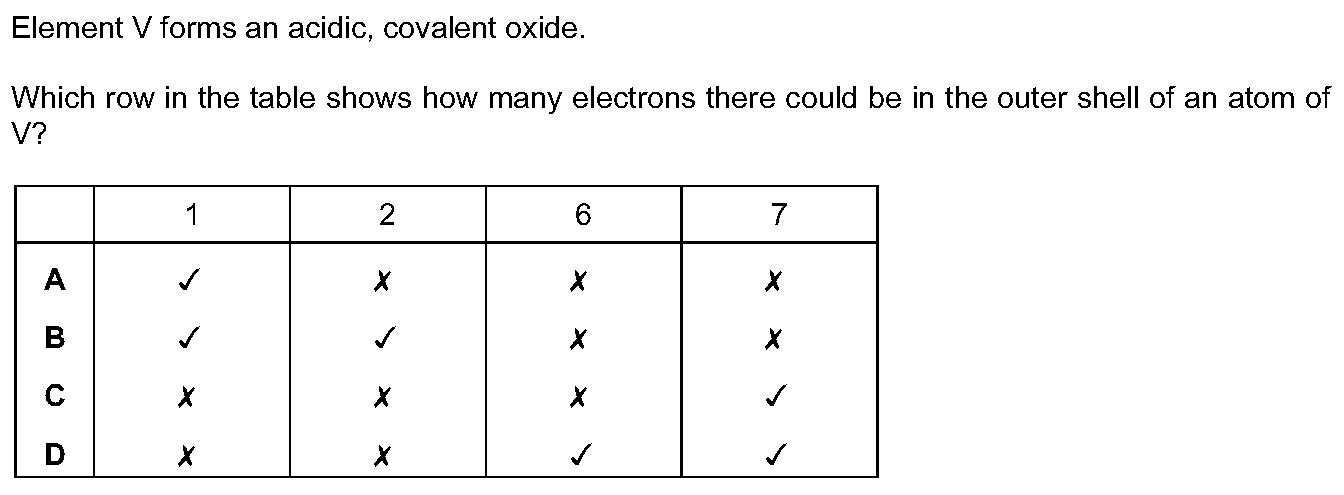 Element V forms an acidic, covalent oxide.
Which row in the table shows how many electrons there could be in the outer shell of an atom of
V?
1 2 6 7
A ✓ ✗ ✗ ✗
B ✓ ✓ ✗ ✗
C ✗ ✗ ✗ ✓
D ✗ ✗ ✓ ✓